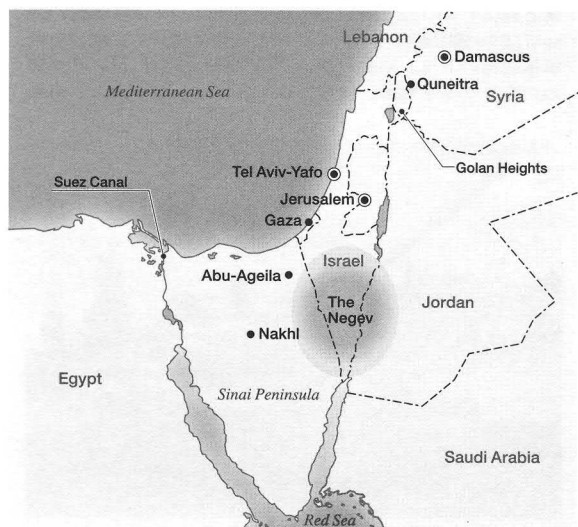 Lebanon
Damascus
Mediterranean Sea
Quneitra
Syria
Tel Aviv-Yafo
Golan Heights
Suez Canal
Jerusalem
Gaza
Israel
Abu-Ageila
The
Negev
Jordan
Nakhl
Egypt
Sinai Peninsula
Saudi Arabia
Red Sea